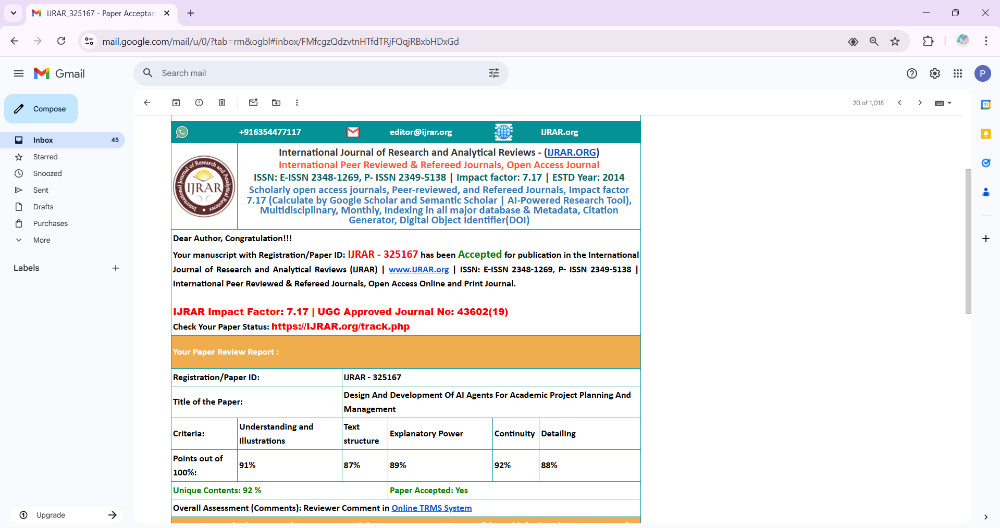 IJRAR_325167 - Paper Acceptan
mail.google.com/mail/u/0/?tab=rm&ogbl#inbox/FMfcgzQdzvtnHTfdTRjFQqjRBxbHDxGd
Gmail
Search mail
P
Compose
20 of 1,018
31
Inbox 45
Starred
Snoozed
Sent
Drafts
Purchases
More
Labels
Upgrade
+916354477117 editor@ijrar.org IJRAR.org
International Journal of Research and Analytical Reviews
IJRAR
International Journal of Research and Analytical Reviews - (IJRAR.ORG)
International Peer Reviewed & Refereed Journals, Open Access Journal
ISSN: E-ISSN 2348-1269, P- ISSN 2349-5138 | Impact factor: 7.17 | ESTD Year: 2014
Scholarly open access journals, Peer-reviewed, and Refereed Journals, Impact factor
7.17 (Calculate by Google Scholar and Semantic Scholar | AI-Powered Research Tool),
Multidisciplinary, Monthly, Indexing in all major database & Metadata, Citation
Generator, Digital Object Identifier(DOI)
Dear Author, Congratulation!!!
Your manuscript with Registration/Paper ID: IJRAR - 325167 has been Accepted for publication in the International
Journal of Research and Analytical Reviews (IJRAR) | www.IJRAR.org | ISSN: E-ISSN 2348-1269, P- ISSN 2349-5138 |
International Peer Reviewed & Refereed Journals, Open Access Online and Print Journal.
IJRAR Impact Factor: 7.17 | UGC Approved Journal No: 43602(19)
Check Your Paper Status: https://IJRAR.org/track.php
Your Paper Review Report :
Registration/Paper ID: IJRAR - 325167
Title of the Paper: Design And Development Of AI Agents For Academic Project Planning And
Management
Criteria: Understanding and Illustrations Text structure Explanatory Power Continuity Detailing
Points out of 100%: 91% 87% 89% 92% 88%
Unique Contents: 92 % Paper Accepted: Yes
Overall Assessment (Comments): Reviewer Comment in Online TRMS System